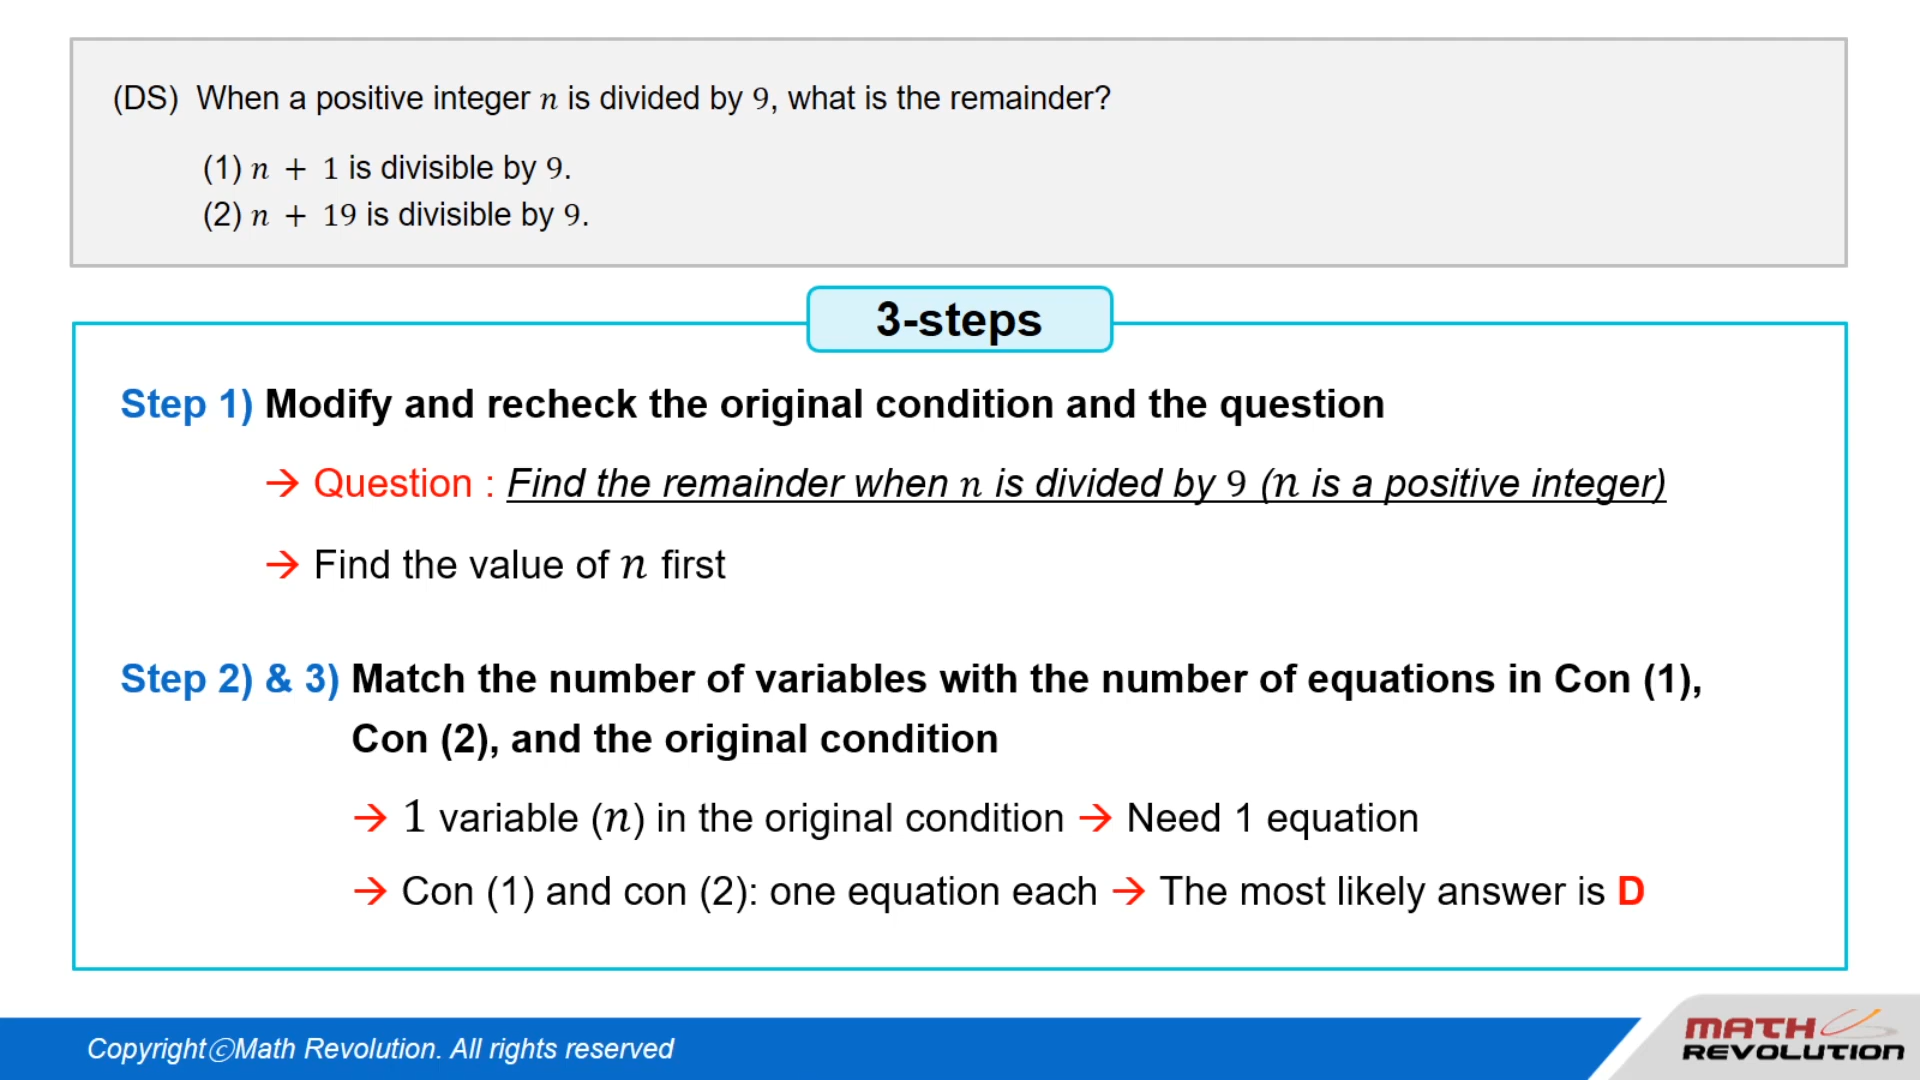 (DS) When a positive integer n is divided by 9, what is the remainder?
(1) n + 1 is divisible by 9.
(2) n + 19 is divisible by 9.
3-steps
Step 1) Modify and recheck the original condition and the question
→ Question : Find the remainder when n is divided by 9 (n is a positive integer)
→ Find the value of n first
Step 2) & 3) Match the number of variables with the number of equations in Con (1),
Con (2), and the original condition
→ 1 variable (n) in the original condition → Need 1 equation
→ Con (1) and con (2): one equation each → The most likely answer is D
Copyrightⓒ Math Revolution. All rights reserved
MATH
REVOLUTION